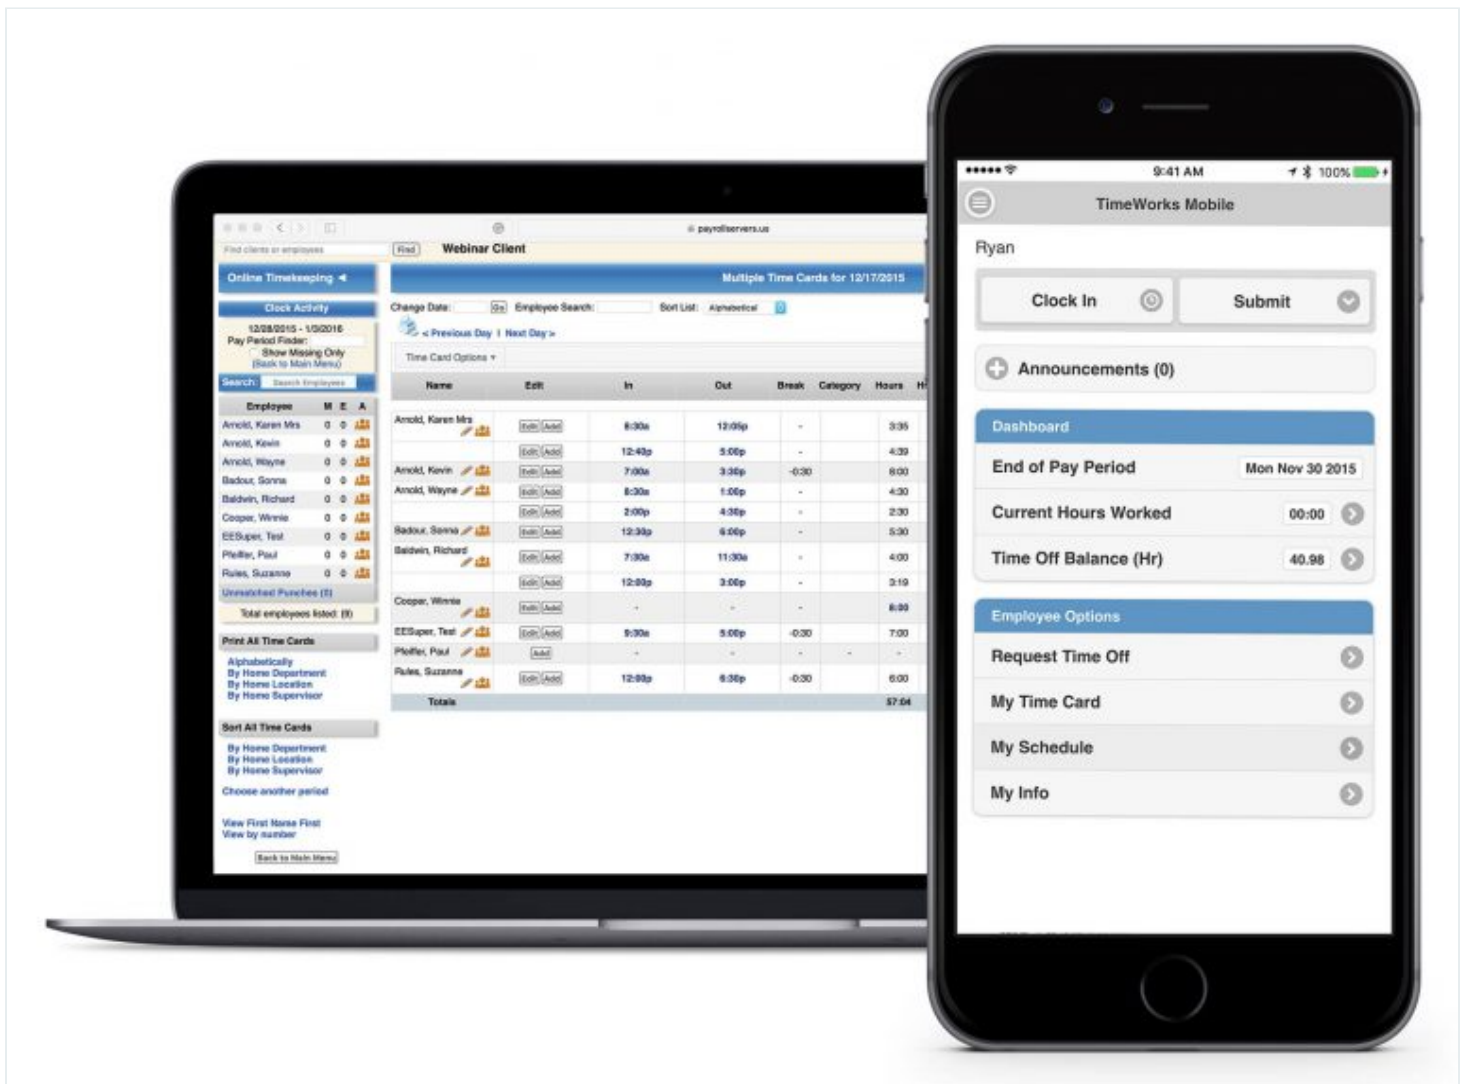 payrollservers.us
Find clients or employees Find Webinar Client
Online Timekeeping
Clock Activity
12/28/2015 - 1/3/2016
Pay Period Finder:
Show Missing Only
(Back to Main Menu)
Search: Search Employees
Employee M E A
Arnold, Karen Mrs 0 0
Arnold, Kevin 0 0
Arnold, Wayne 0 0
Badour, Sonna 0 0
Baldwin, Richard 0 0
Cooper, Winnie 0 0
EESuper, Test 0 0
Pfeiffer, Paul 0 0
Rules, Suzanne 0 0
Unmatched Punches (0)
Total employees listed: (9)
Print All Time Cards
Alphabetically
By Home Department
By Home Location
By Home Supervisor
Sort All Time Cards
By Home Department
By Home Location
By Home Supervisor
Choose another period
View First Name First
View by number
Back to Main Menu
Multiple Time Cards for 12/17/2015
Change Date: Go Employee Search: Sort List: Alphabetical
< Previous Day | Next Day >
Time Card Options
Name Edit In Out Break Category Hours
Arnold, Karen Mrs Edit Add 8:30a 12:05p - 3:35
Edit Add 12:40p 5:00p - 4:39
Arnold, Kevin Edit Add 7:00a 3:30p -0:30 8:00
Arnold, Wayne Edit Add 8:30a 1:00p - 4:30
Edit Add 2:00p 4:30p - 2:30
Badour, Sonna Edit Add 12:30p 6:00p - 5:30
Baldwin, Richard Edit Add 7:30a 11:30a - 4:00
Edit Add 12:00p 3:00p - 3:19
Cooper, Winnie Edit Add - - - 8:00
EESuper, Test Edit Add 9:30a 5:00p -0:30 7:00
Pfeiffer, Paul Add - - - - -
Rules, Suzanne Edit Add 12:00p 6:30p -0:30 6:00
Totals 57:04
9:41 AM 100%
TimeWorks Mobile
Ryan
Clock In Submit
Announcements (0)
Dashboard
End of Pay Period Mon Nov 30 2015
Current Hours Worked 00:00
Time Off Balance (Hr) 40.98
Employee Options
Request Time Off
My Time Card
My Schedule
My Info